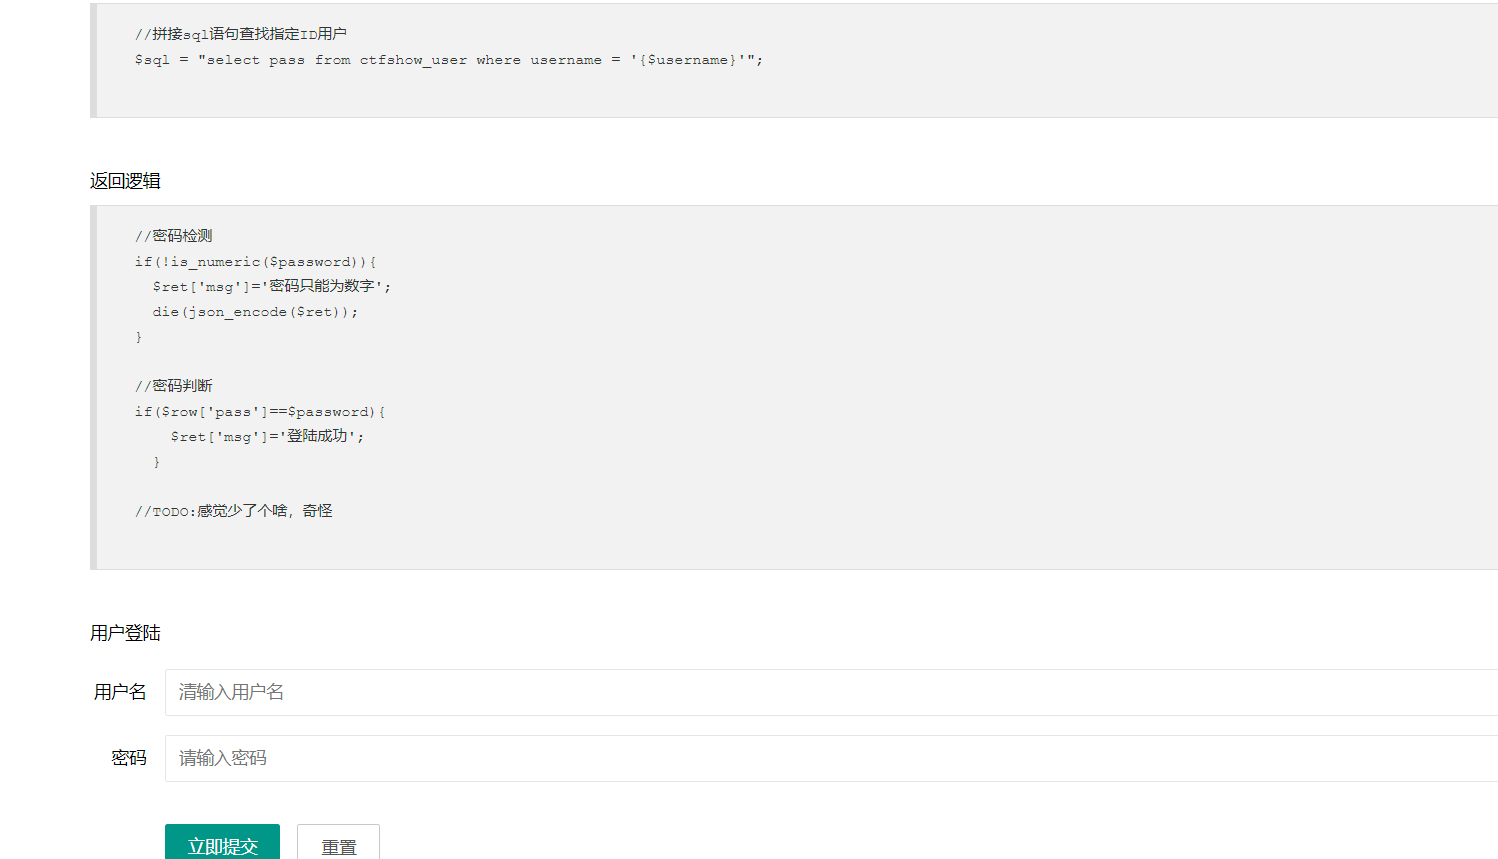 //拼接sql语句查找指定ID用户
$sql = "select pass from ctfshow_user where username = '{$username}'";
返回逻辑
//密码检测
if(!is_numeric($password)){
$ret['msg']='密码只能为数字';
die(json_encode($ret));
}
//密码判断
if($row['pass']==$password){
$ret['msg']='登陆成功';
}
//TODO:感觉少了个啥，奇怪
用户登陆
用户名 清输入用户名
密码 请输入密码
立即提交 重置